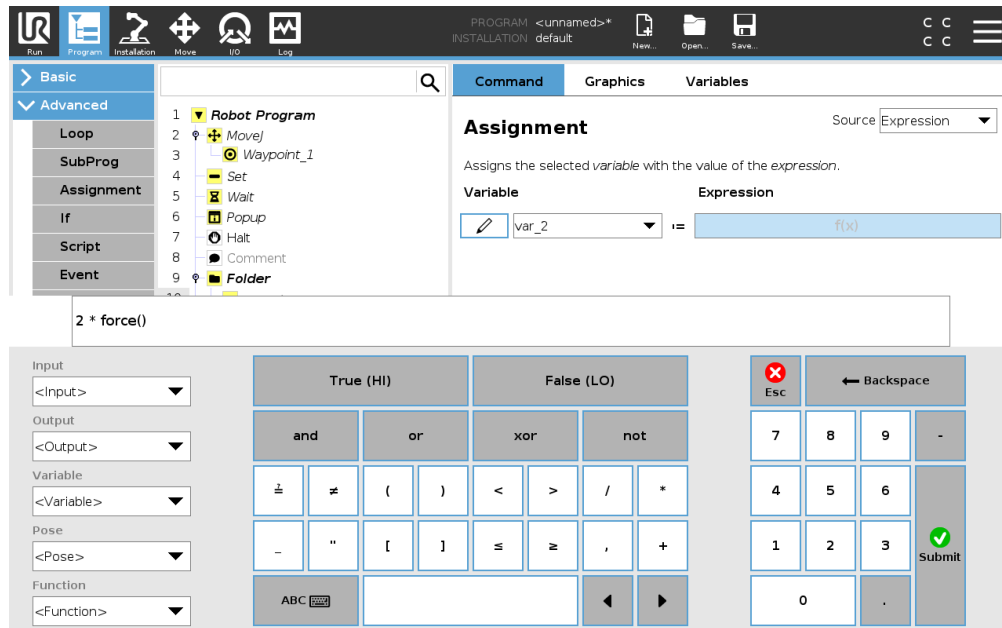 PROGRAM <unnamed>*
INSTALLATION default
Run Program Installation Move I/O Log New... Open... Save...
C C
C C
Basic
Advanced
Loop
SubProg
Assignment
If
Script
Event
1 Robot Program
2 MoveJ
3 Waypoint_1
4 Set
5 Wait
6 Popup
7 Halt
8 Comment
9 Folder
Command Graphics Variables
Assignment
Source Expression
Assigns the selected variable with the value of the expression.
Variable Expression
var_2 := f(x)
2 * force()
Input
<Input>
Output
<Output>
Variable
<Variable>
Pose
<Pose>
Function
<Function>
True (HI) False (LO)
and or xor not
≟ ≠ ( ) < > / *
_ " [ ] ≤ ≥ , +
ABC
Esc Backspace
7 8 9 -
4 5 6
1 2 3 Submit
0 .